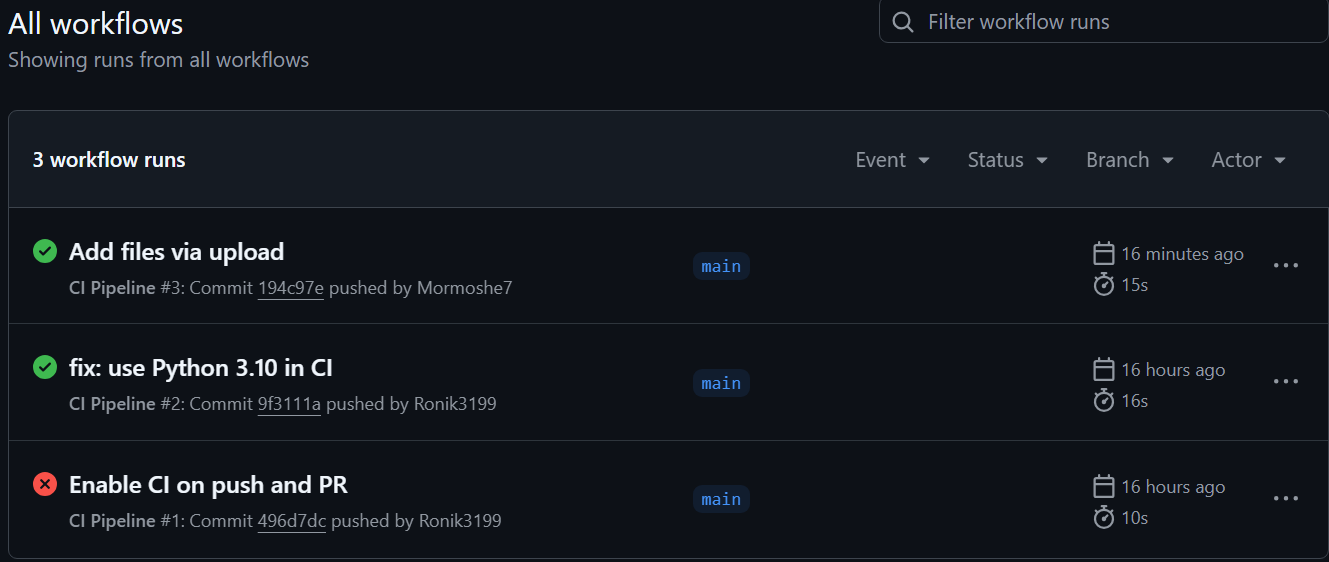 All workflows
Filter workflow runs
Showing runs from all workflows
3 workflow runs
Event
Status
Branch
Actor
Add files via upload
CI Pipeline #3: Commit 194c97e pushed by Mormoshe7
main
16 minutes ago
15s
fix: use Python 3.10 in CI
CI Pipeline #2: Commit 9f3111a pushed by Ronik3199
main
16 hours ago
16s
Enable CI on push and PR
CI Pipeline #1: Commit 496d7dc pushed by Ronik3199
main
16 hours ago
10s